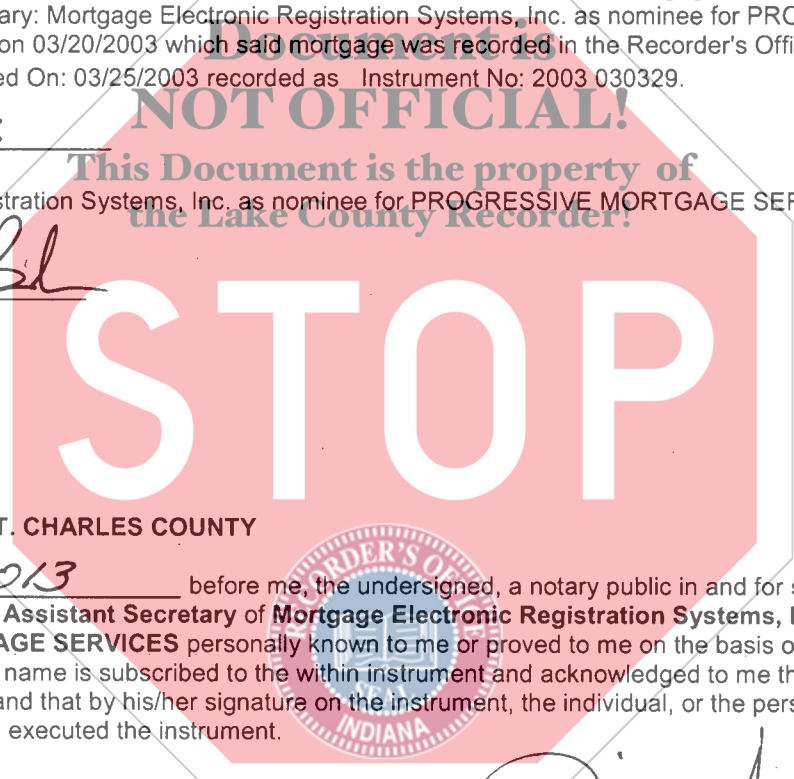 ary: Mortgage Electronic Registration Systems, Inc. as nominee for PRO
on 03/20/2003 which said mortgage was recorded in the Recorder's Offi
Document is
ed On: 03/25/2003 recorded as Instrument No: 2003 030329.
NOT OFFICIAL!
This Document is the property of
stration Systems, Inc. as nominee for PROGRESSIVE MORTGAGE SER
the Lake County Recorder!
STOP
T. CHARLES COUNTY
RECORDER'S OFFICE
013 before me, the undersigned, a notary public in and for s
Assistant Secretary of Mortgage Electronic Registration Systems, I
AGE SERVICES personally known to me or proved to me on the basis o
name is subscribed to the within instrument and acknowledged to me th
SEAL
and that by his/her signature on the instrument, the individual, or the pers
INDIANA
executed the instrument.